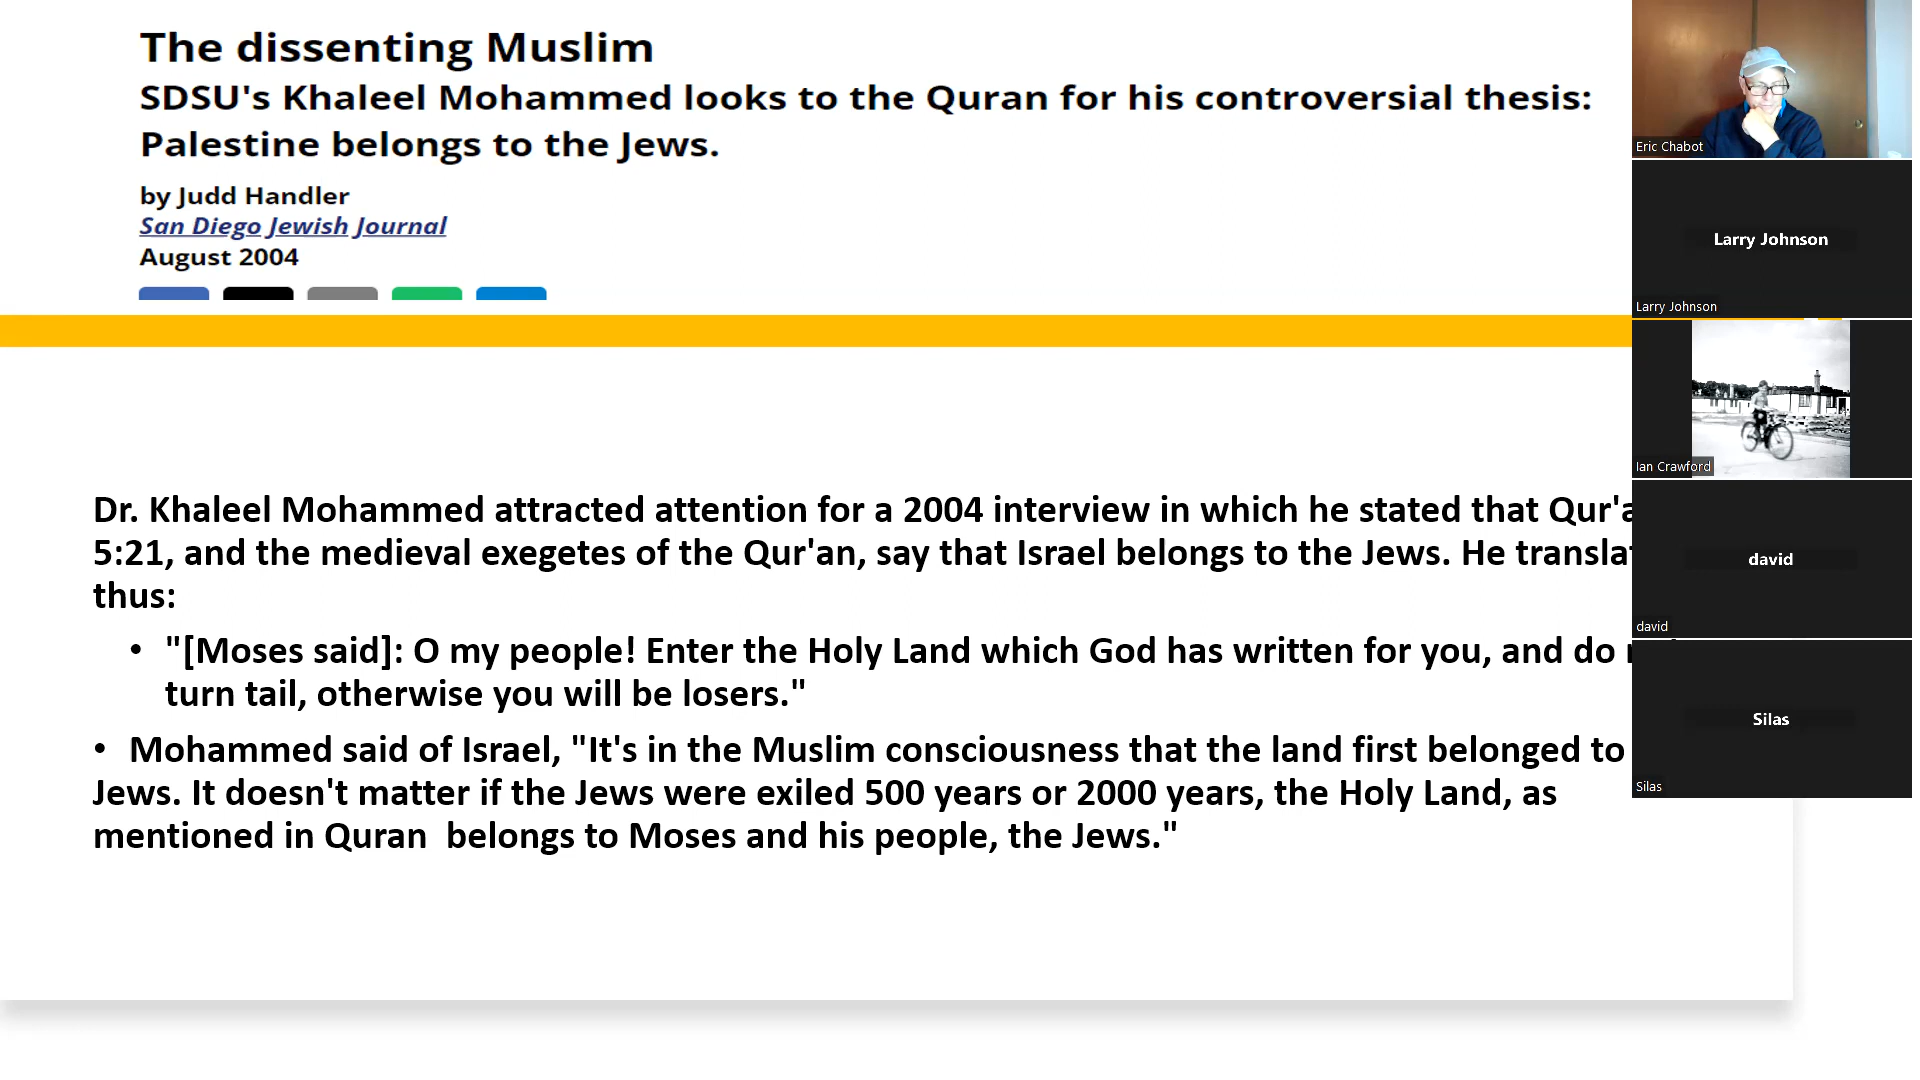 The dissenting Muslim
SDSU's Khaleel Mohammed looks to the Quran for his controversial thesis:
Palestine belongs to the Jews.
by Judd Handler
San Diego Jewish Journal
August 2004
Dr. Khaleel Mohammed attracted attention for a 2004 interview in which he stated that
5:21, and the medieval exegetes of the Qur'an, say that Israel belongs to the Jews. He
thus:
• "[Moses said]: O my people! Enter the Holy Land which God has written for you, and do
turn tail, otherwise you will be losers."
• Mohammed said of Israel, "It's in the Muslim consciousness that the land first belonged to
Jews. It doesn't matter if the Jews were exiled 500 years or 2000 years, the Holy Land, as
mentioned in Quran belongs to Moses and his people, the Jews."
Eric Chabot
Larry Johnson
Larry Johnson
Ian Crawford
david
david
Silas
Silas